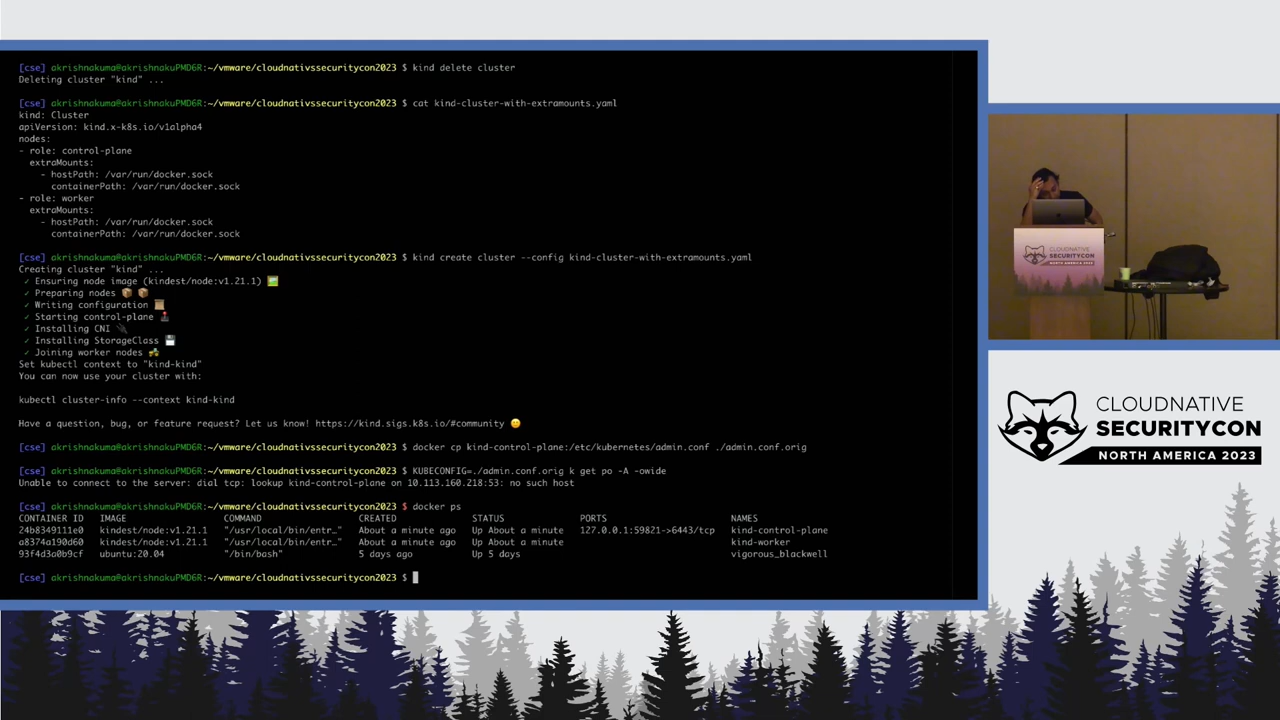 [cse] akrishnakuma@akrishnakuPMD6R:~/vmware/cloudnativssecuritycon2023 $ kind delete cluster
Deleting cluster "kind" ...
[cse] akrishnakuma@akrishnakuPMD6R:~/vmware/cloudnativssecuritycon2023 $ cat kind-cluster-with-extramounts.yaml
kind: Cluster
apiVersion: kind.x-k8s.io/v1alpha4
nodes:
- role: control-plane
  extraMounts:
    - hostPath: /var/run/docker.sock
      containerPath: /var/run/docker.sock
- role: worker
  extraMounts:
    - hostPath: /var/run/docker.sock
      containerPath: /var/run/docker.sock
[cse] akrishnakuma@akrishnakuPMD6R:~/vmware/cloudnativssecuritycon2023 $ kind create cluster --config kind-cluster-with-extramounts.yaml
Creating cluster "kind" ...
✓ Ensuring node image (kindest/node:v1.21.1) 🖼
✓ Preparing nodes 📦 📦
✓ Writing configuration 📜
✓ Starting control-plane 🕹
✓ Installing CNI 🔌
✓ Installing StorageClass 💾
✓ Joining worker nodes 🚜
Set kubectl context to "kind-kind"
You can now use your cluster with:
kubectl cluster-info --context kind-kind
Have a question, bug, or feature request? Let us know! https://kind.sigs.k8s.io/#community 🙂
[cse] akrishnakuma@akrishnakuPMD6R:~/vmware/cloudnativssecuritycon2023 $ docker cp kind-control-plane:/etc/kubernetes/admin.conf ./admin.conf.orig
[cse] akrishnakuma@akrishnakuPMD6R:~/vmware/cloudnativssecuritycon2023 $ KUBECONFIG=./admin.conf.orig k get po -A -owide
Unable to connect to the server: dial tcp: lookup kind-control-plane on 10.113.160.218:53: no such host
[cse] akrishnakuma@akrishnakuPMD6R:~/vmware/cloudnativssecuritycon2023 $ docker ps
CONTAINER ID IMAGE COMMAND CREATED STATUS PORTS NAMES
24b8349111e0 kindest/node:v1.21.1 "/usr/local/bin/entr…" About a minute ago Up About a minute 127.0.0.1:59821->6443/tcp kind-control-plane
a8374a190d60 kindest/node:v1.21.1 "/usr/local/bin/entr…" About a minute ago Up About a minute kind-worker
93f4d3a0b9cf ubuntu:20.04 "/bin/bash" 5 days ago Up 5 days vigorous_blackwell
[cse] akrishnakuma@akrishnakuPMD6R:~/vmware/cloudnativssecuritycon2023 $
CLOUDNATIVE
SECURITYCON
NORTH AMERICA 2023
CLOUDNATIVE
SECURITYCON
NORTH AMERICA 2023